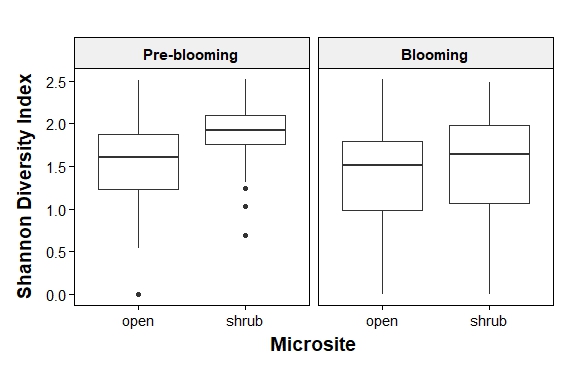 Pre-blooming
Blooming
Shannon Diversity Index
2.5
2.0
1.5
1.0
0.5
0.0
open
shrub
open
shrub
Microsite